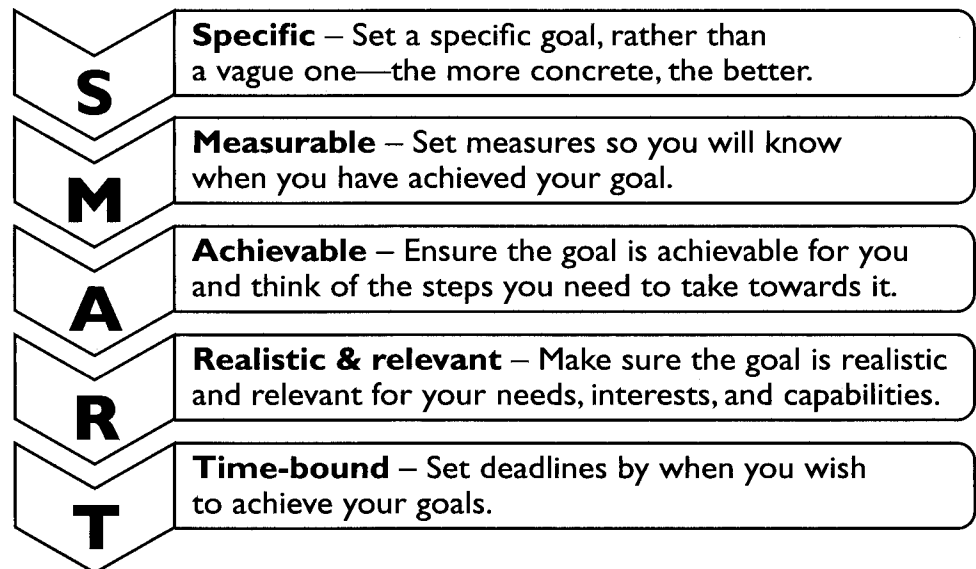 S
Specific – Set a specific goal, rather than
a vague one—the more concrete, the better.
M
Measurable – Set measures so you will know
when you have achieved your goal.
A
Achievable – Ensure the goal is achievable for you
and think of the steps you need to take towards it.
R
Realistic & relevant – Make sure the goal is realistic
and relevant for your needs, interests, and capabilities.
T
Time-bound – Set deadlines by when you wish
to achieve your goals.